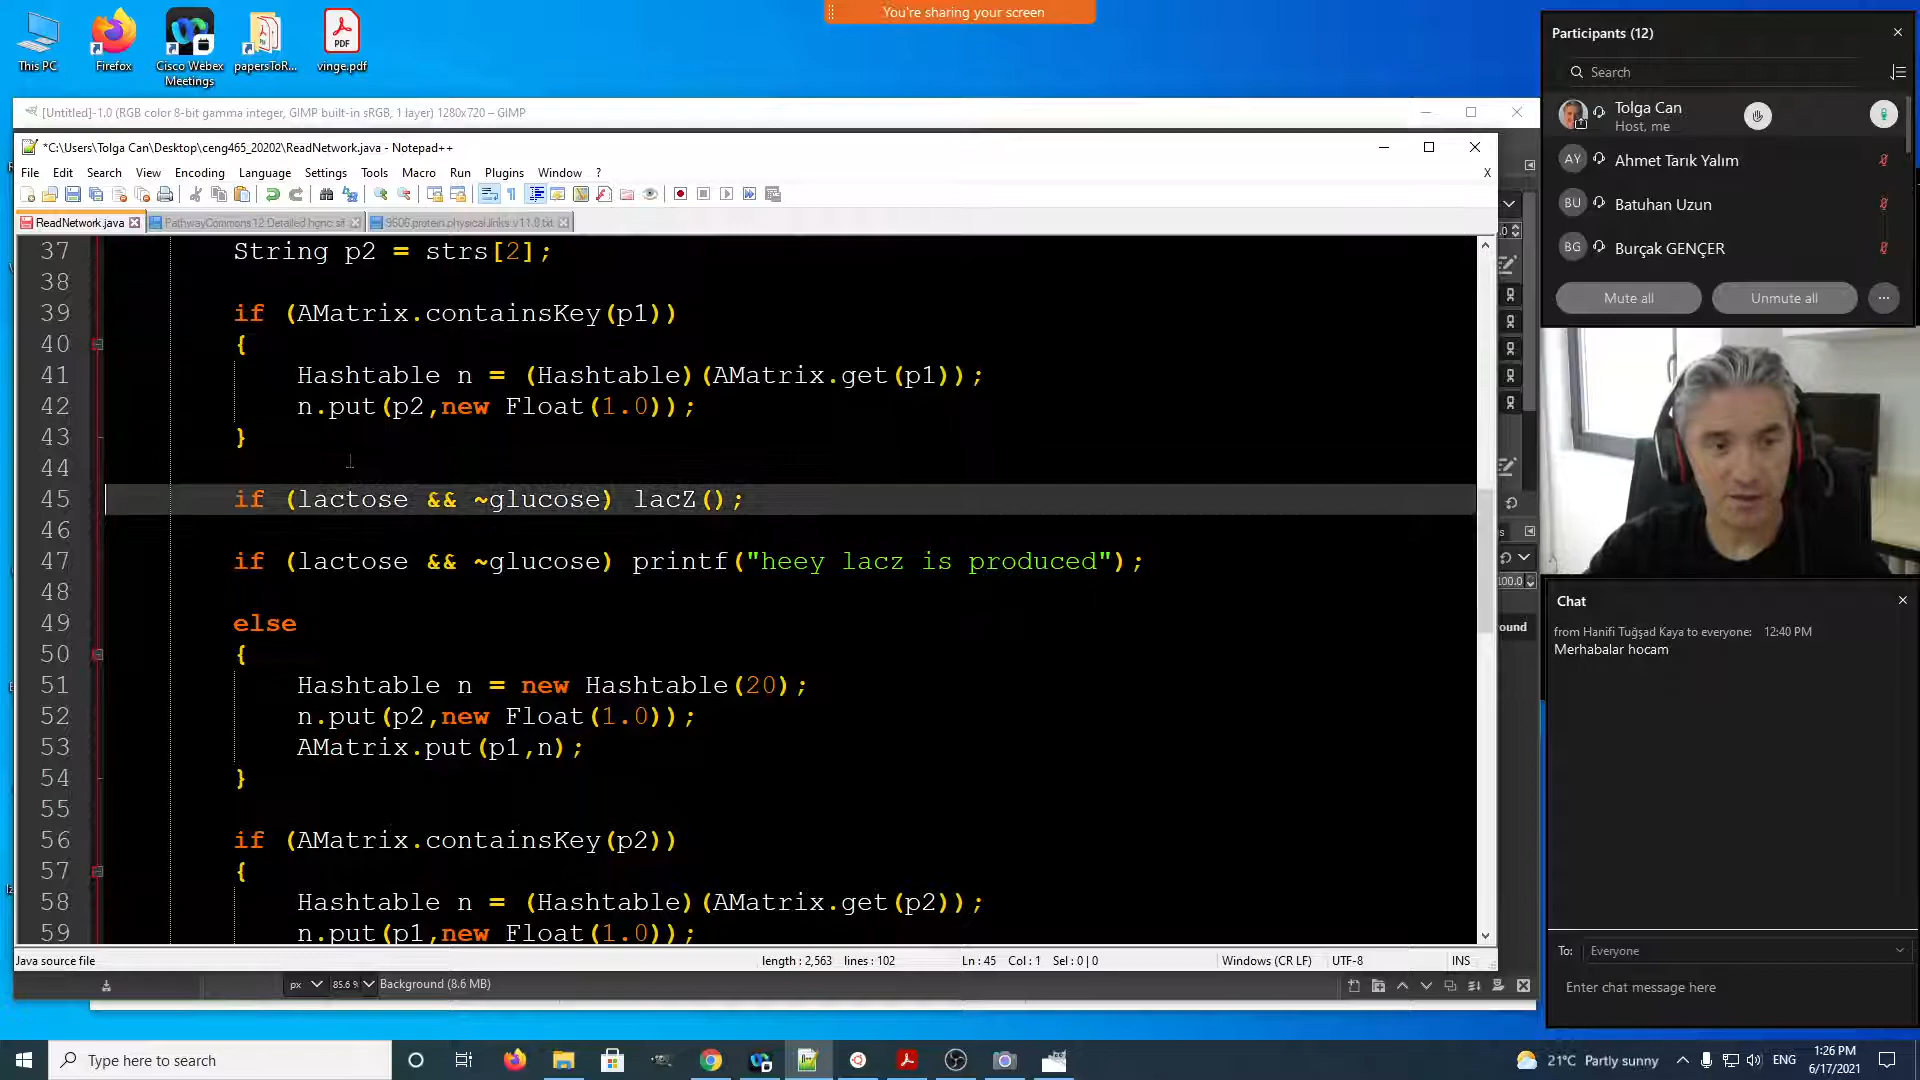 You're sharing your screen
This PC
Firefox
Cisco Webex
Meetings
papersToR...
PDF
vinge.pdf
[Untitled]-1.0 (RGB color 8-bit gamma integer, GIMP built-in sRGB, 1 layer) 1280x720 – GIMP
*C:\Users\Tolga Can\Desktop\ceng465_20202\ReadNetwork.java - Notepad++
File Edit Search View Encoding Language Settings Tools Macro Run Plugins Window ?
X
ReadNetwork.java PathwayCommons12.Detailed.hgnc.sif 9606.protein.physical.links.v11.0.txt
37 String p2 = strs[2];
38
39 if (AMatrix.containsKey(p1))
40 {
41 Hashtable n = (Hashtable)(AMatrix.get(p1));
42 n.put(p2,new Float(1.0));
43 }
44
45 if (lactose && ~glucose) lacZ();
46
47 if (lactose && ~glucose) printf("heey lacz is produced");
48
49 else
50 {
51 Hashtable n = new Hashtable(20);
52 n.put(p2,new Float(1.0));
53 AMatrix.put(p1,n);
54 }
55
56 if (AMatrix.containsKey(p2))
57 {
58 Hashtable n = (Hashtable)(AMatrix.get(p2));
59 n.put(p1,new Float(1.0));
Java source file length : 2,563 lines : 102 Ln : 45 Col : 1 Sel : 0 | 0 Windows (CR LF) UTF-8 INS
px 85.6 % Background (8.6 MB)
100.0
ound
Participants (12)
Search
Tolga Can
Host, me
AY Ahmet Tarık Yalım
BU Batuhan Uzun
BG Burçak GENÇER
Mute all Unmute all
Chat
from Hanifi Tuğşad Kaya to everyone: 12:40 PM
Merhabalar hocam
To: Everyone
Enter chat message here
Type here to search
21°C Partly sunny ENG
1:26 PM
6/17/2021